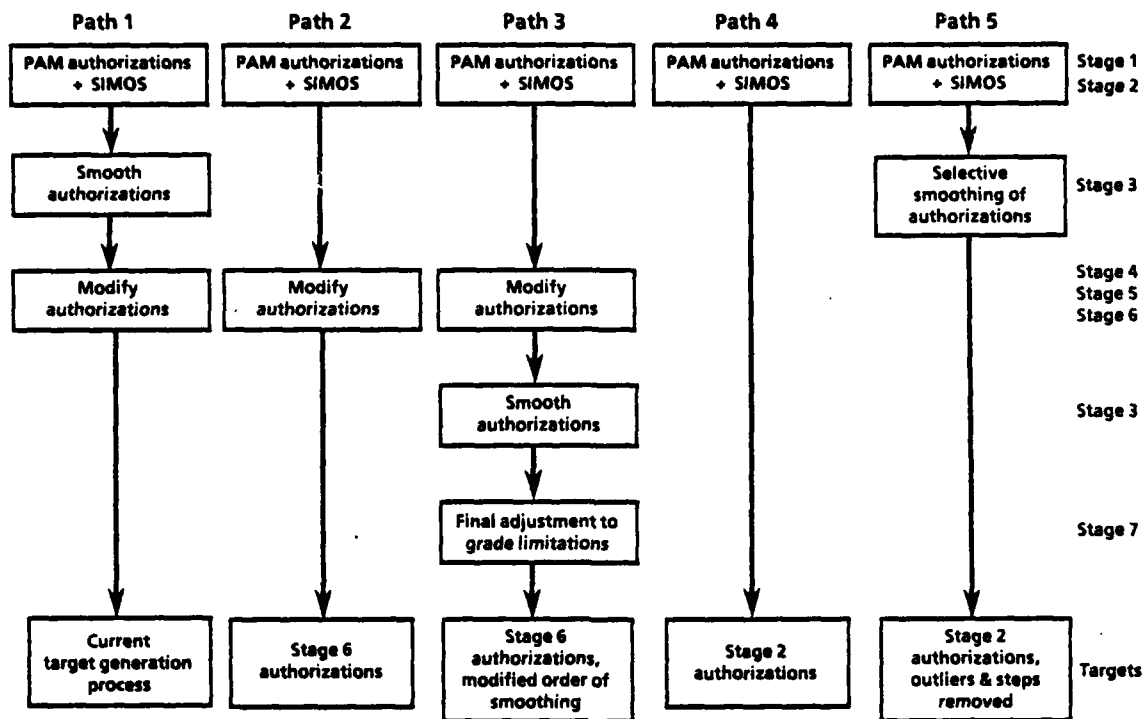 Path 1
Path 2
Path 3
Path 4
Path 5
PAM authorizations
+ SIMOS
PAM authorizations
+ SIMOS
PAM authorizations
+ SIMOS
PAM authorizations
+ SIMOS
PAM authorizations
+ SIMOS
Stage 1
Stage 2
Smooth
authorizations
Selective
smoothing of
authorizations
Stage 3
Modify
authorizations
Modify
authorizations
Modify
authorizations
Stage 4
Stage 5
Stage 6
Smooth
authorizations
Stage 3
Final adjustment to
grade limitations
Stage 7
Current
target generation
process
Stage 6
authorizations
Stage 6
authorizations,
modified order of
smoothing
Stage 2
authorizations
Stage 2
authorizations,
outliers & steps
removed
Targets